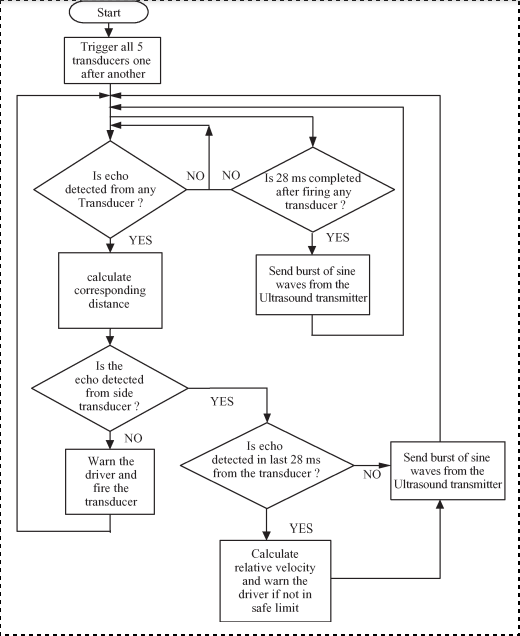 Start
Trigger all 5
transducers one
after another
Is echo
detected from any
Transducer ?
NO
NO
Is 28 ms completed
after firing any
transducer ?
YES
YES
calculate
corresponding
distance
Send burst of sine
waves from the
Ultrasound transmitter
Is the
echo detected
from side
transducer ?
YES
NO
Warn the
driver and
fire the
transducer
Is echo
detected in last 28 ms
from the transducer ?
NO
Send burst of sine
waves from the
Ultrasound transmitter
YES
Calculate
relative velocity
and warn the
driver if not in
safe limit